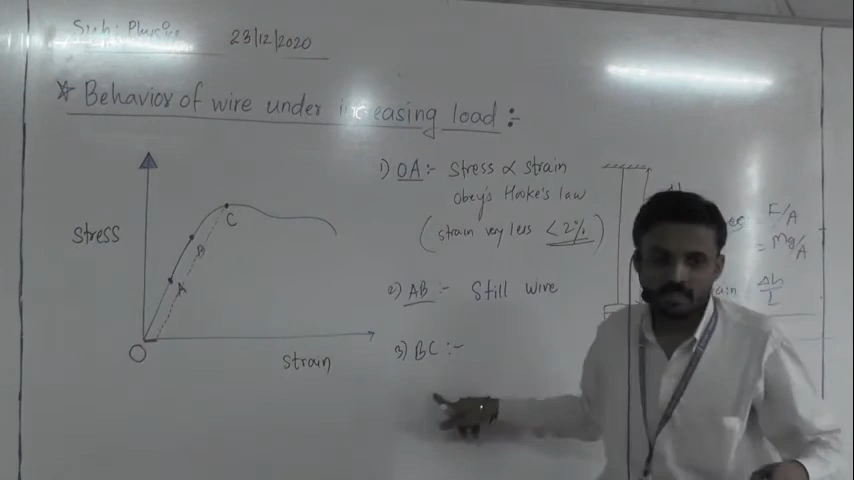 Sub: Physics
23/12/2020
* Behavior of wire under increasing load :-
Stress
C
B
A
O
Strain
1) OA :- Stress ∝ strain
Obey's Hooke's law
(strain very less < 2%)
2) AB :- Still wire
3) BC :-
F/A
= Mg/A
Δl/L